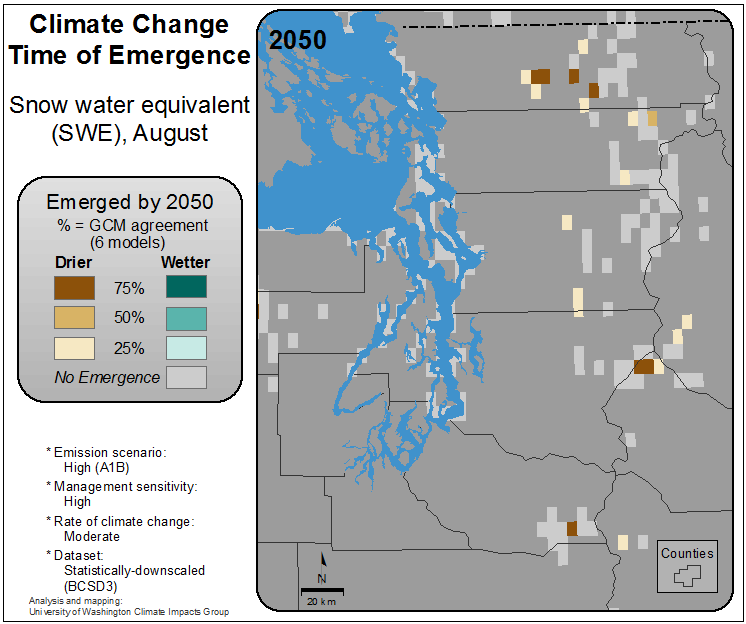 Climate Change
Time of Emergence
Snow water equivalent
(SWE), August
Emerged by 2050
% = GCM agreement
(6 models)
Drier Wetter
75%
50%
25%
No Emergence
* Emission scenario:
High (A1B)
* Management sensitivity:
High
* Rate of climate change:
Moderate
* Dataset:
Statistically-downscaled
(BCSD3)
Analysis and mapping:
University of Washington Climate Impacts Group
2050
N
20 km
Counties